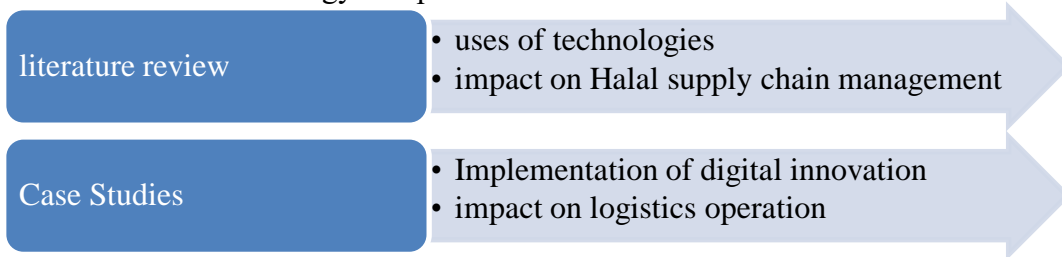 literature review
• uses of technologies
• impact on Halal supply chain management
Case Studies
• Implementation of digital innovation
• impact on logistics operation